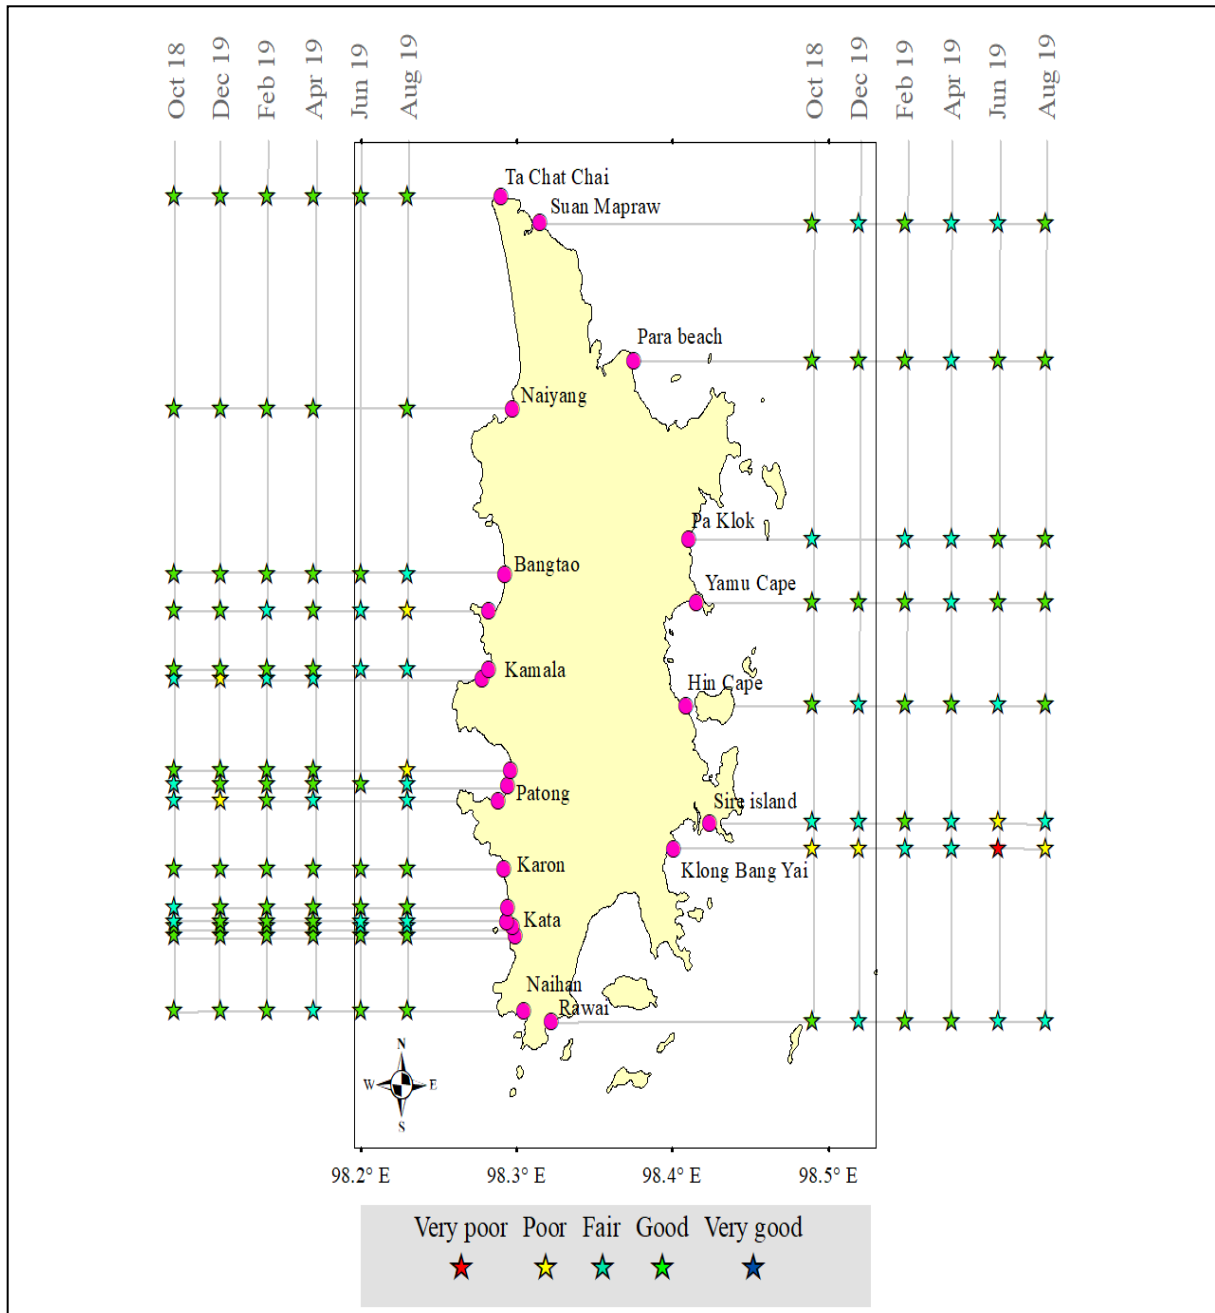 Oct 18
Dec 19
Feb 19
Apr 19
Jun 19
Aug 19
Oct 18
Dec 19
Feb 19
Apr 19
Jun 19
Aug 19
Ta Chat Chai
Suan Mapraw
Para beach
Naiyang
Pa Klok
Bangtao
Yamu Cape
Kamala
Hin Cape
Patong
Sire island
Karon
Klong Bang Yai
Kata
Naihan
Rawai
N
W E
S
98.2° E 98.3° E 98.4° E 98.5° E
Very poor Poor Fair Good Very good